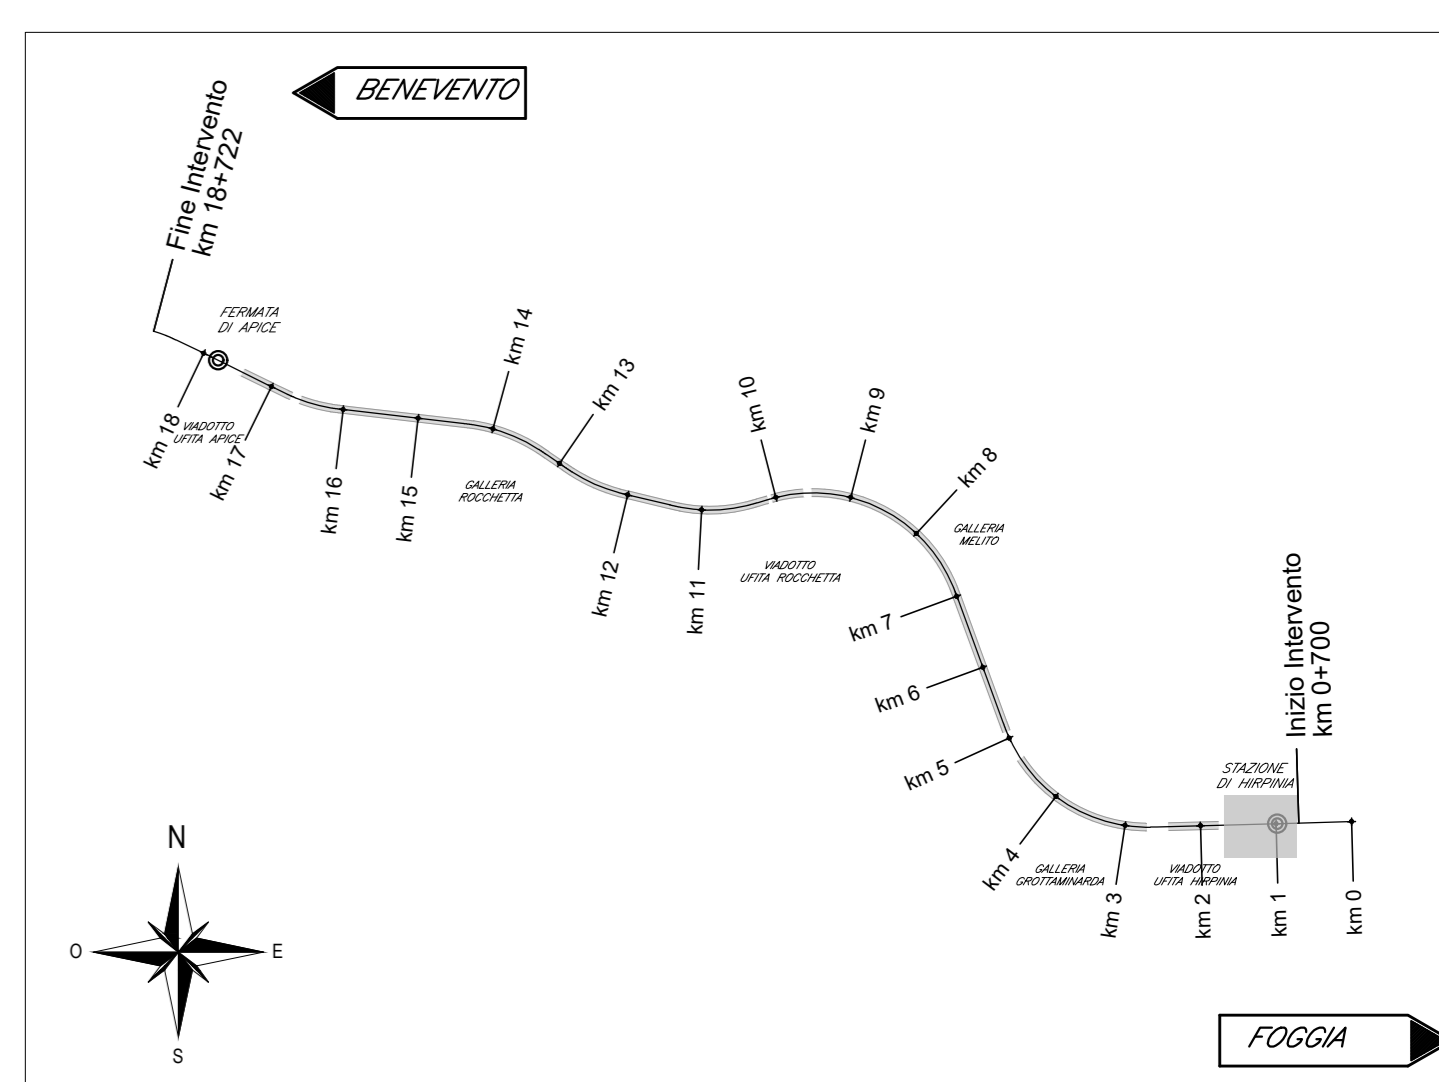 BENEVENTO
Fine Intervento
km 18+722
FERMATA
DI APICE
km 18
VIADOTTO
UFITA APICE
km 17
km 16
km 15
km 14
GALLERIA
ROCCHETTA
km 13
km 12
km 11
km 10
VIADOTTO
UFITA ROCCHETTA
km 9
km 8
GALLERIA
MELITO
km 7
km 6
km 5
Inizio Intervento
km 0+700
STAZIONE
DI HIRPINIA
km 4
GALLERIA
GROTTAMINARDA
km 3
VIADOTTO
UFITA HIRPINIA
km 2
km 1
km 0
N
O
E
S
FOGGIA